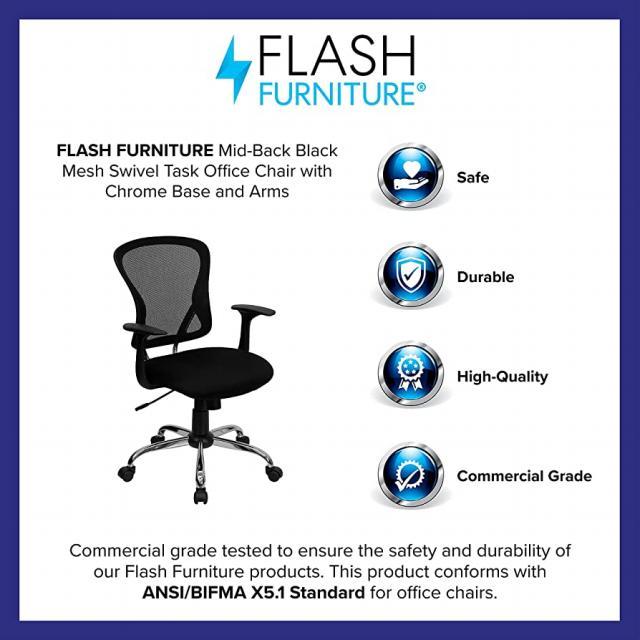 FLASH
FURNITURE®
FLASH FURNITURE Mid-Back Black
Mesh Swivel Task Office Chair with
Chrome Base and Arms
Safe
Durable
High-Quality
Commercial Grade
Commercial grade tested to ensure the safety and durability of
our Flash Furniture products. This product conforms with
ANSI/BIFMA X5.1 Standard for office chairs.